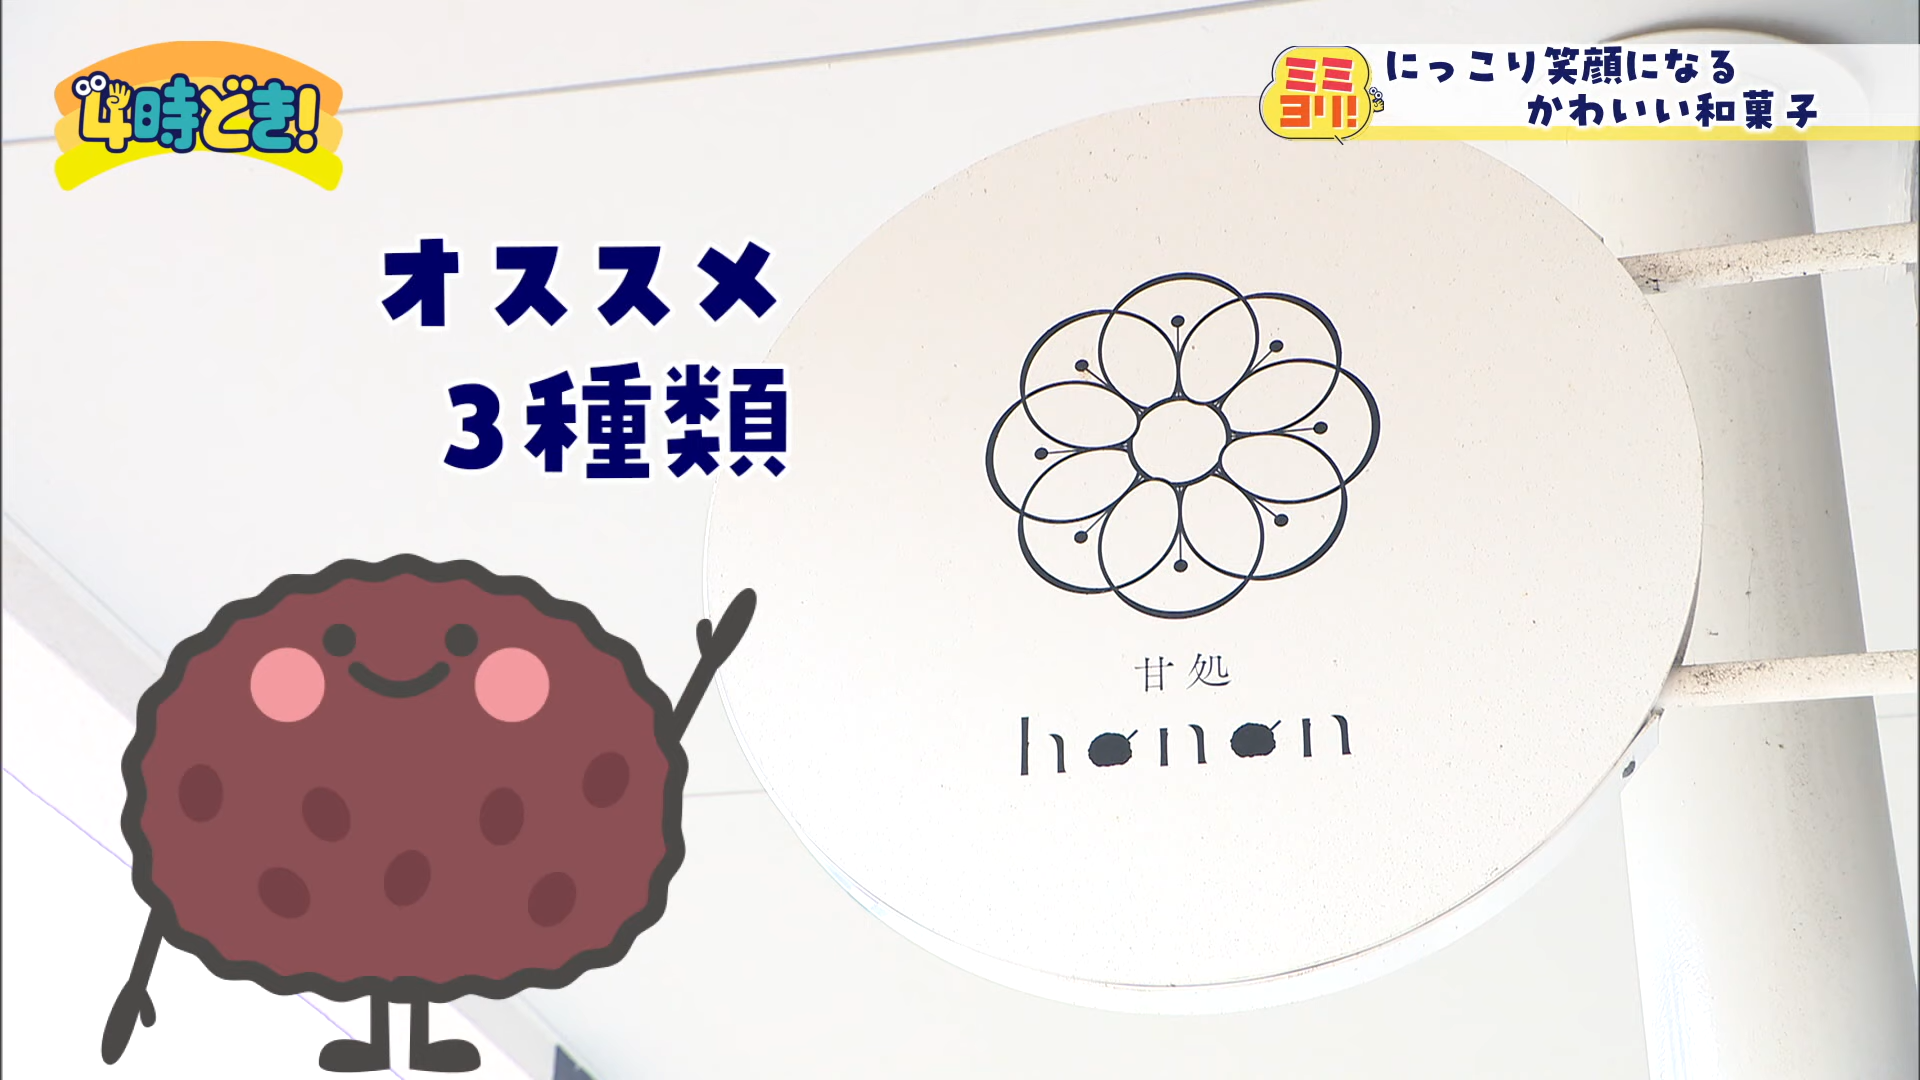 4時どき!
ミミヨリ!
にっこり笑顔になる
かわいい和菓子
オススメ
3種類
甘処
honon